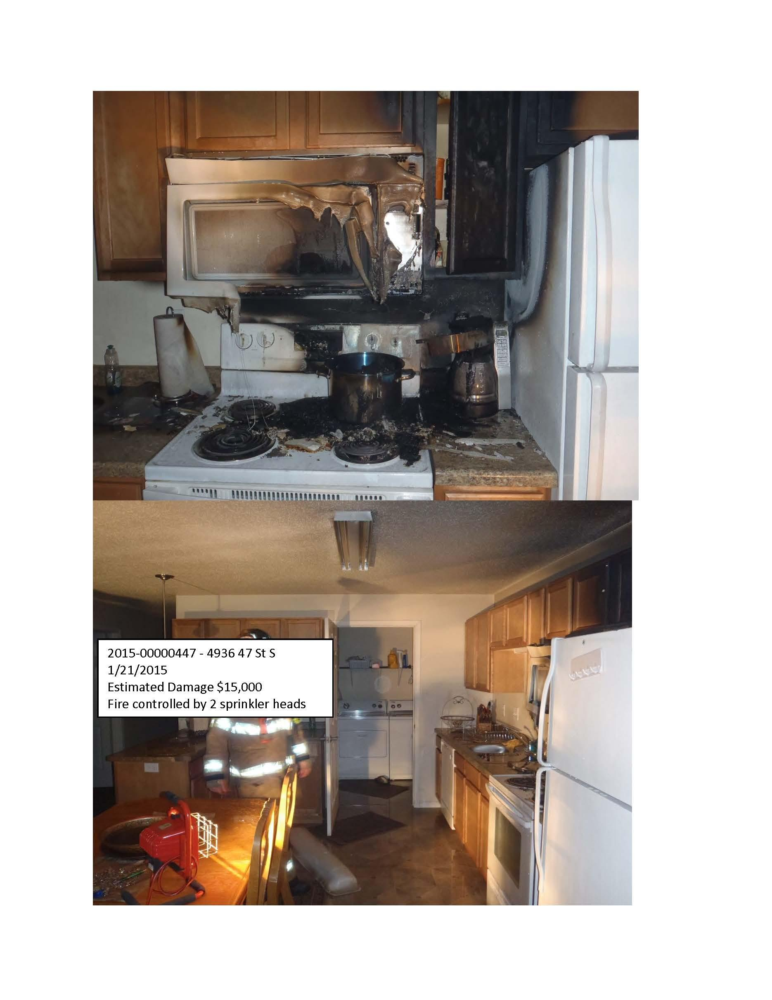 2015-00000447 - 4936 47 St S
1/21/2015
Estimated Damage $15,000
Fire controlled by 2 sprinkler heads